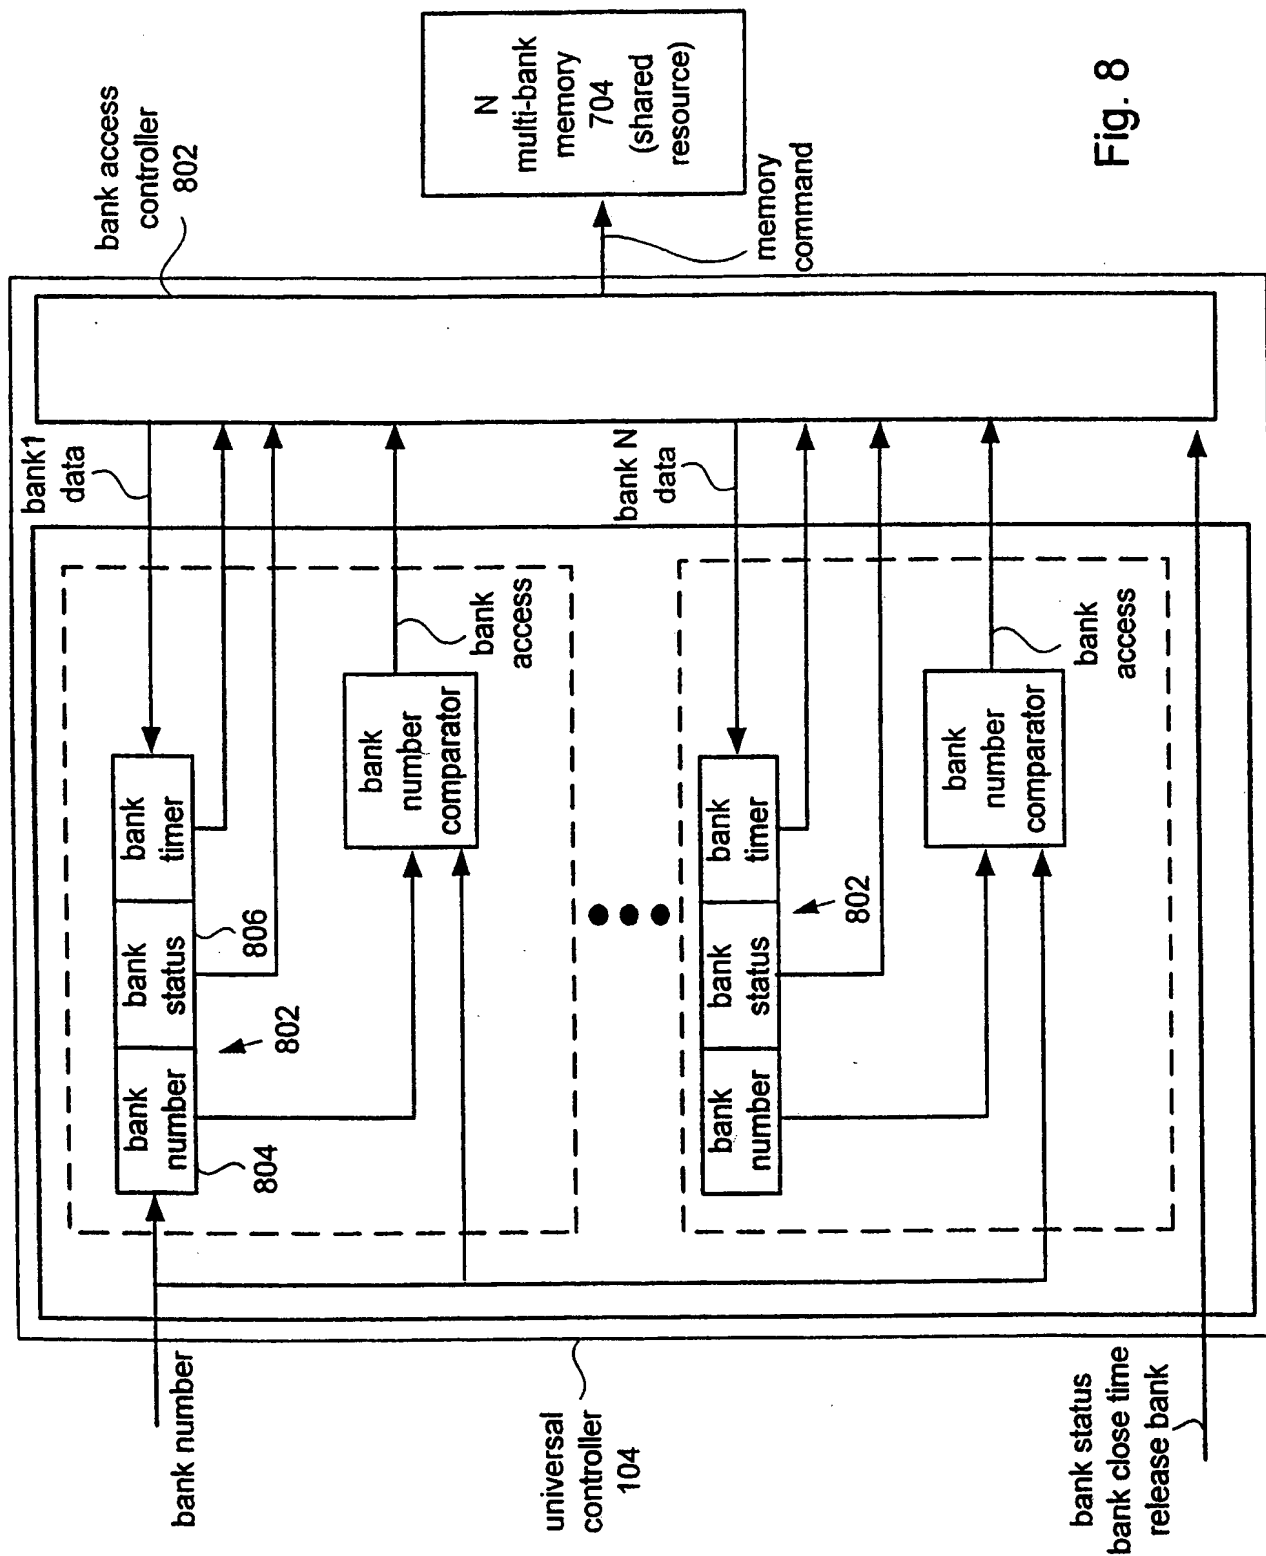 bank access
controller
802
N
multi-bank
memory
704
(shared
resource)
memory
command
Fig. 8
bank1
data
bank N
data
bank
number
bank
status
bank
timer
804
806
802
bank
number
comparator
bank
access
bank
number
bank
status
bank
timer
802
bank
number
comparator
bank
access
bank number
universal
controller
104
bank status
bank close time
release bank